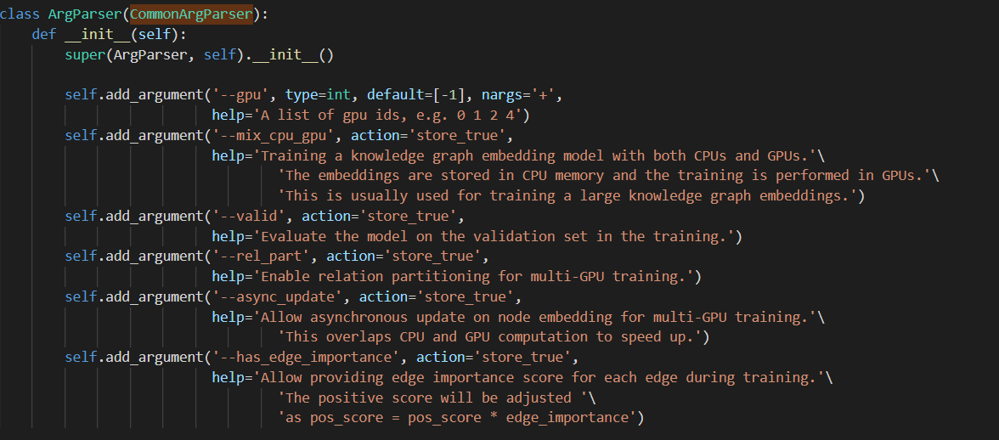 class ArgParser(CommonArgParser):
    def __init__(self):
        super(ArgParser, self).__init__()

        self.add_argument('--gpu', type=int, default=[-1], nargs='+',
                          help='A list of gpu ids, e.g. 0 1 2 4')
        self.add_argument('--mix_cpu_gpu', action='store_true',
                          help='Training a knowledge graph embedding model with both CPUs and GPUs.'\
                                  'The embeddings are stored in CPU memory and the training is performed in GPUs.'\
                                  'This is usually used for training a large knowledge graph embeddings.')
        self.add_argument('--valid', action='store_true',
                          help='Evaluate the model on the validation set in the training.')
        self.add_argument('--rel_part', action='store_true',
                          help='Enable relation partitioning for multi-GPU training.')
        self.add_argument('--async_update', action='store_true',
                          help='Allow asynchronous update on node embedding for multi-GPU training.'\
                                  'This overlaps CPU and GPU computation to speed up.')
        self.add_argument('--has_edge_importance', action='store_true',
                          help='Allow providing edge importance score for each edge during training.'\
                                  'The positive score will be adjusted '\
                                  'as pos_score = pos_score * edge_importance')